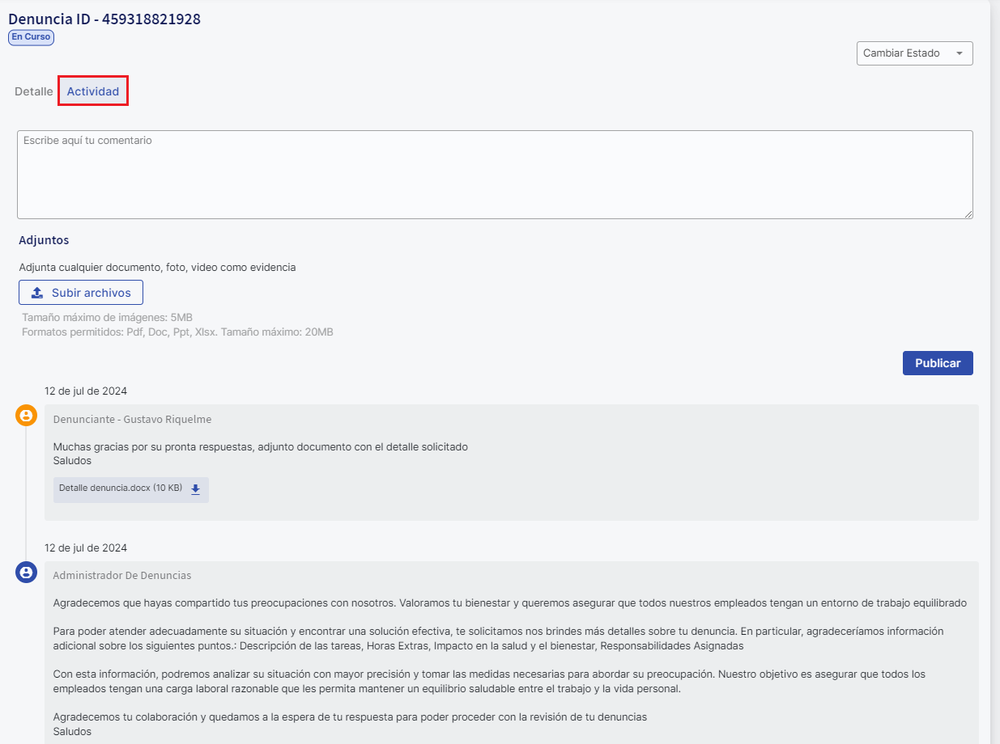 Denuncia ID - 459318821928
En Curso
Cambiar Estado
Detalle
Actividad
Escribe aquí tu comentario
Adjuntos
Adjunta cualquier documento, foto, video como evidencia
Subir archivos
Tamaño máximo de imágenes: 5MB
Formatos permitidos: Pdf, Doc, Ppt, Xlsx. Tamaño máximo: 20MB
Publicar
12 de jul de 2024
Denunciante - Gustavo Riquelme
Muchas gracias por su pronta respuestas, adjunto documento con el detalle solicitado
Saludos
Detalle denuncia.docx (10 KB)
12 de jul de 2024
Administrador De Denuncias
Agradecemos que hayas compartido tus preocupaciones con nosotros. Valoramos tu bienestar y queremos asegurar que todos nuestros empleados tengan un entorno de trabajo equilibrado
Para poder atender adecuadamente su situación y encontrar una solución efectiva, te solicitamos nos brindes más detalles sobre tu denuncia. En particular, agradeceríamos información
adicional sobre los siguientes puntos.: Descripción de las tareas, Horas Extras, Impacto en la salud y el bienestar, Responsabilidades Asignadas
Con esta información, podremos analizar su situación con mayor precisión y tomar las medidas necesarias para abordar su preocupación. Nuestro objetivo es asegurar que todos los
empleados tengan una carga laboral razonable que les permita mantener un equilibrio saludable entre el trabajo y la vida personal.
Agradecemos tu colaboración y quedamos a la espera de tu respuesta para poder proceder con la revisión de tu denuncias
Saludos